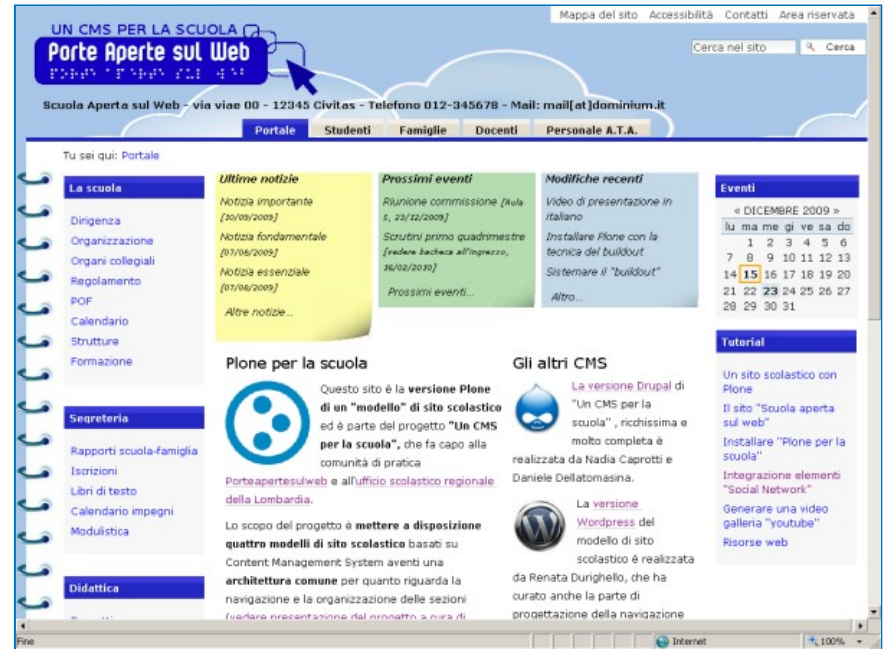 Mappa del sito Accessibilità Contatti Area riservata
UN CMS PER LA SCUOLA
Porte Aperte sul Web
Cerca nel sito Cerca
Scuola Aperta sul Web - via viae 00 - 12345 Civitas - Telefono 012-345678 - Mail: mail[at]dominium.it
Portale Studenti Famiglie Docenti Personale A.T.A.
Tu sei qui: Portale
La scuola
Dirigenza
Organizzazione
Organi collegiali
Regolamento
POF
Calendario
Strutture
Formazione
Segreteria
Rapporti scuola-famiglia
Iscrizioni
Libri di testo
Calendario impegni
Modulistica
Didattica
Ultime notizie
Notizia importante
[10/09/2009]
Notizia fondamentale
[07/06/2009]
Notizia essenziale
[07/06/2009]
Altre notizie...
Prossimi eventi
Riunione commissione [Aula
5, 23/12/2009]
Scrutini primo quadrimestre
[vedere bacheca all'ingresso,
16/02/2010]
Prossimi eventi...
Modifiche recenti
Video di presentazione in
italiano
Installare Plone con la
tecnica del buildout
Sistemare il "buildout"
Altro...
Plone per la scuola
Questo sito è la versione Plone
di un "modello" di sito scolastico
ed è parte del progetto "Un CMS
per la scuola", che fa capo alla
comunità di pratica
Porteapertesulweb e all'ufficio scolastico regionale
della Lombardia.
Lo scopo del progetto è mettere a disposizione
quattro modelli di sito scolastico basati su
Content Management System aventi una
architettura comune per quanto riguarda la
navigazione e la organizzazione delle sezioni
(vedere presentazione del progetto a cura di
Gli altri CMS
La versione Drupal di
"Un CMS per la
scuola" , ricchissima e
molto completa è
realizzata da Nadia Caprotti e
Daniele Dellatomasina.
La versione
Wordpress del
modello di sito
scolastico è realizzata
da Renata Durighello, che ha
curato anche la parte di
progettazione della navigazione
Eventi
« DICEMBRE 2009 »
lu ma me gi ve sa do
1 2 3 4 5 6
7 8 9 10 11 12 13
14 15 16 17 18 19 20
21 22 23 24 25 26 27
28 29 30 31
Tutorial
Un sito scolastico con
Plone
Il sito "Scuola aperta
sul web"
Installare "Plone per la
scuola"
Integrazione elementi
"Social Network"
Generare una video
galleria "youtube"
Risorse web
Fine Internet 100%